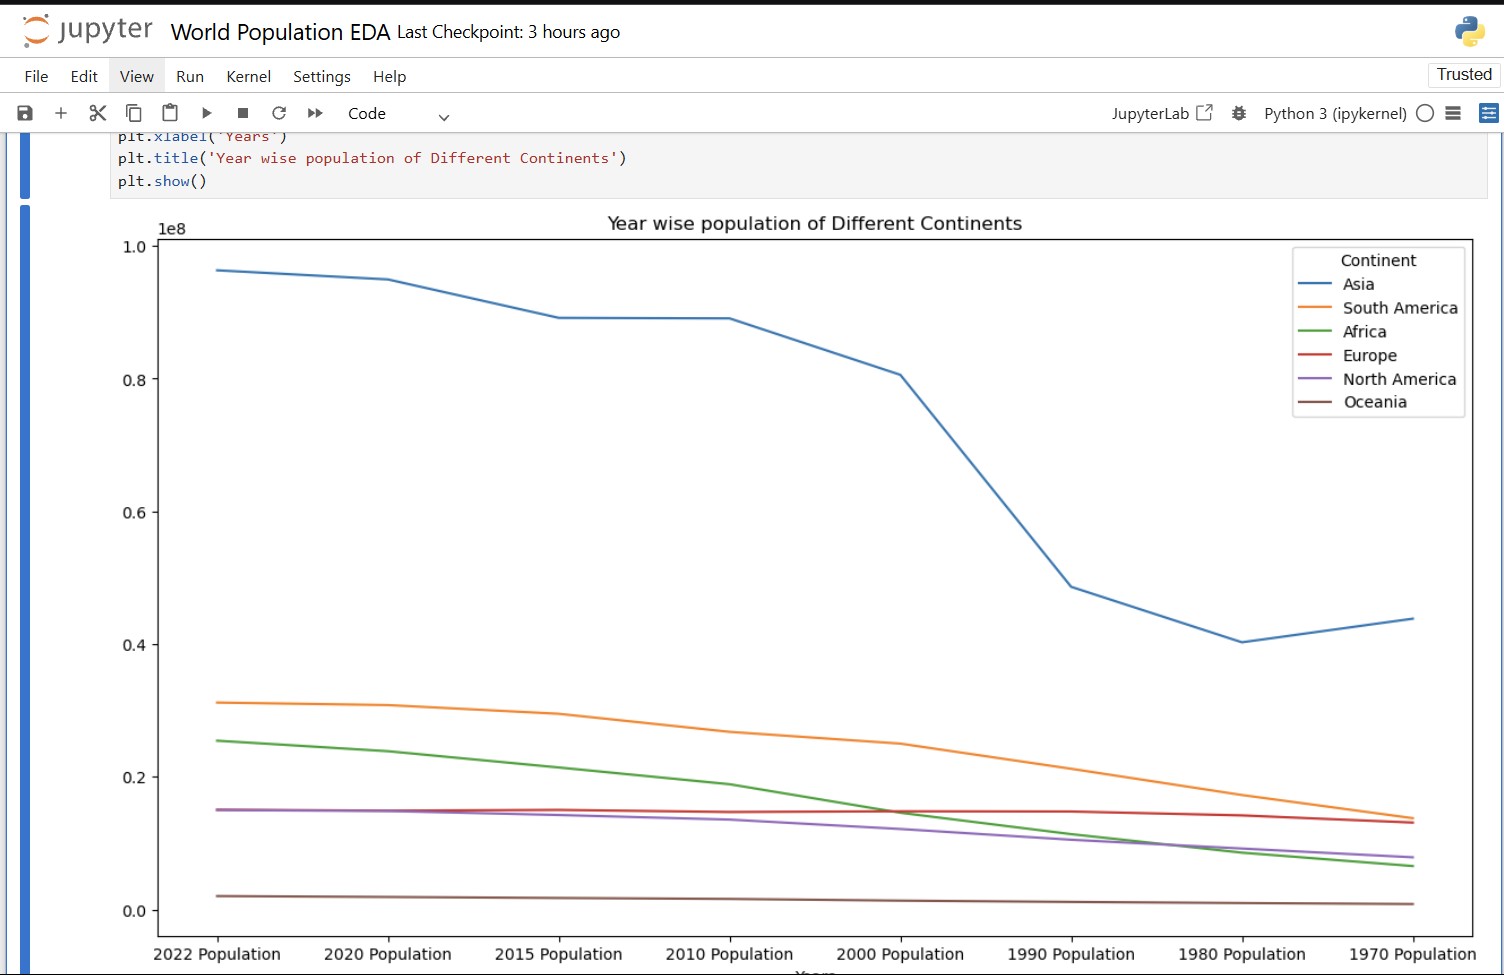 jupyter World Population EDA Last Checkpoint: 3 hours ago
File Edit View Run Kernel Settings Help
Trusted
Code
JupyterLab
Python 3 (ipykernel)
plt.xlabel('Years')
plt.title('Year wise population of Different Continents')
plt.show()
Year wise population of Different Continents
1e8
1.0
0.8
0.6
0.4
0.2
0.0
Continent
Asia
South America
Africa
Europe
North America
Oceania
2022 Population 2020 Population 2015 Population 2010 Population 2000 Population 1990 Population 1980 Population 1970 Population
Years